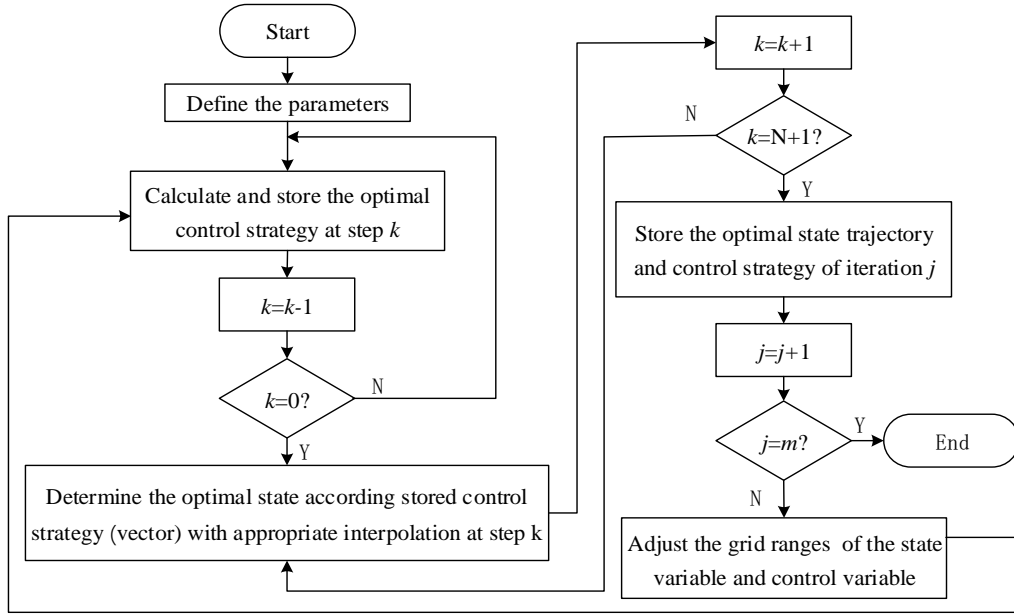 Start
Define the parameters
Calculate and store the optimal
control strategy at step k
k=k-1
k=0?
N
Y
Determine the optimal state according stored control
strategy (vector) with appropriate interpolation at step k
k=k+1
N
k=N+1?
Y
Store the optimal state trajectory
and control strategy of iteration j
j=j+1
j=m?
Y
End
N
Adjust the grid ranges of the state
variable and control variable